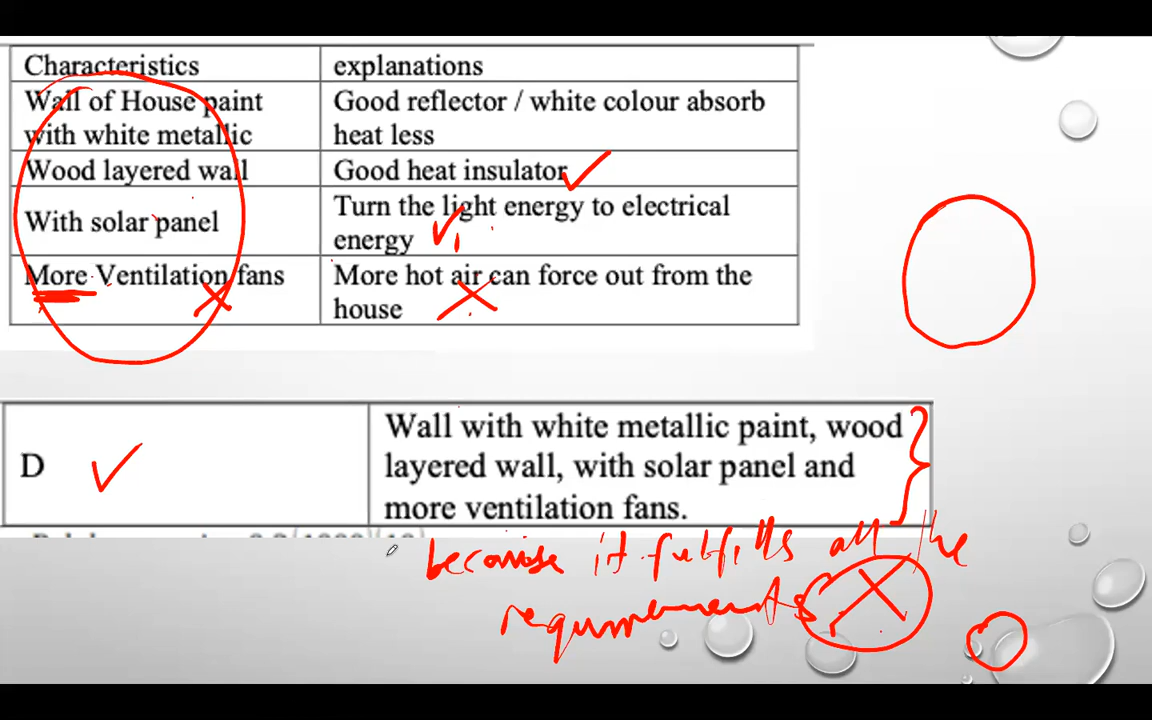 Characteristics explanations
Wall of House paint Good reflector / white colour absorb
with white metallic heat less
Wood layered wall Good heat insulator
With solar panel Turn the light energy to electrical
energy
More Ventilation fans More hot air can force out from the
house
D Wall with white metallic paint, wood
layered wall, with solar panel and
more ventilation fans.
because it fulfills all the
requirements